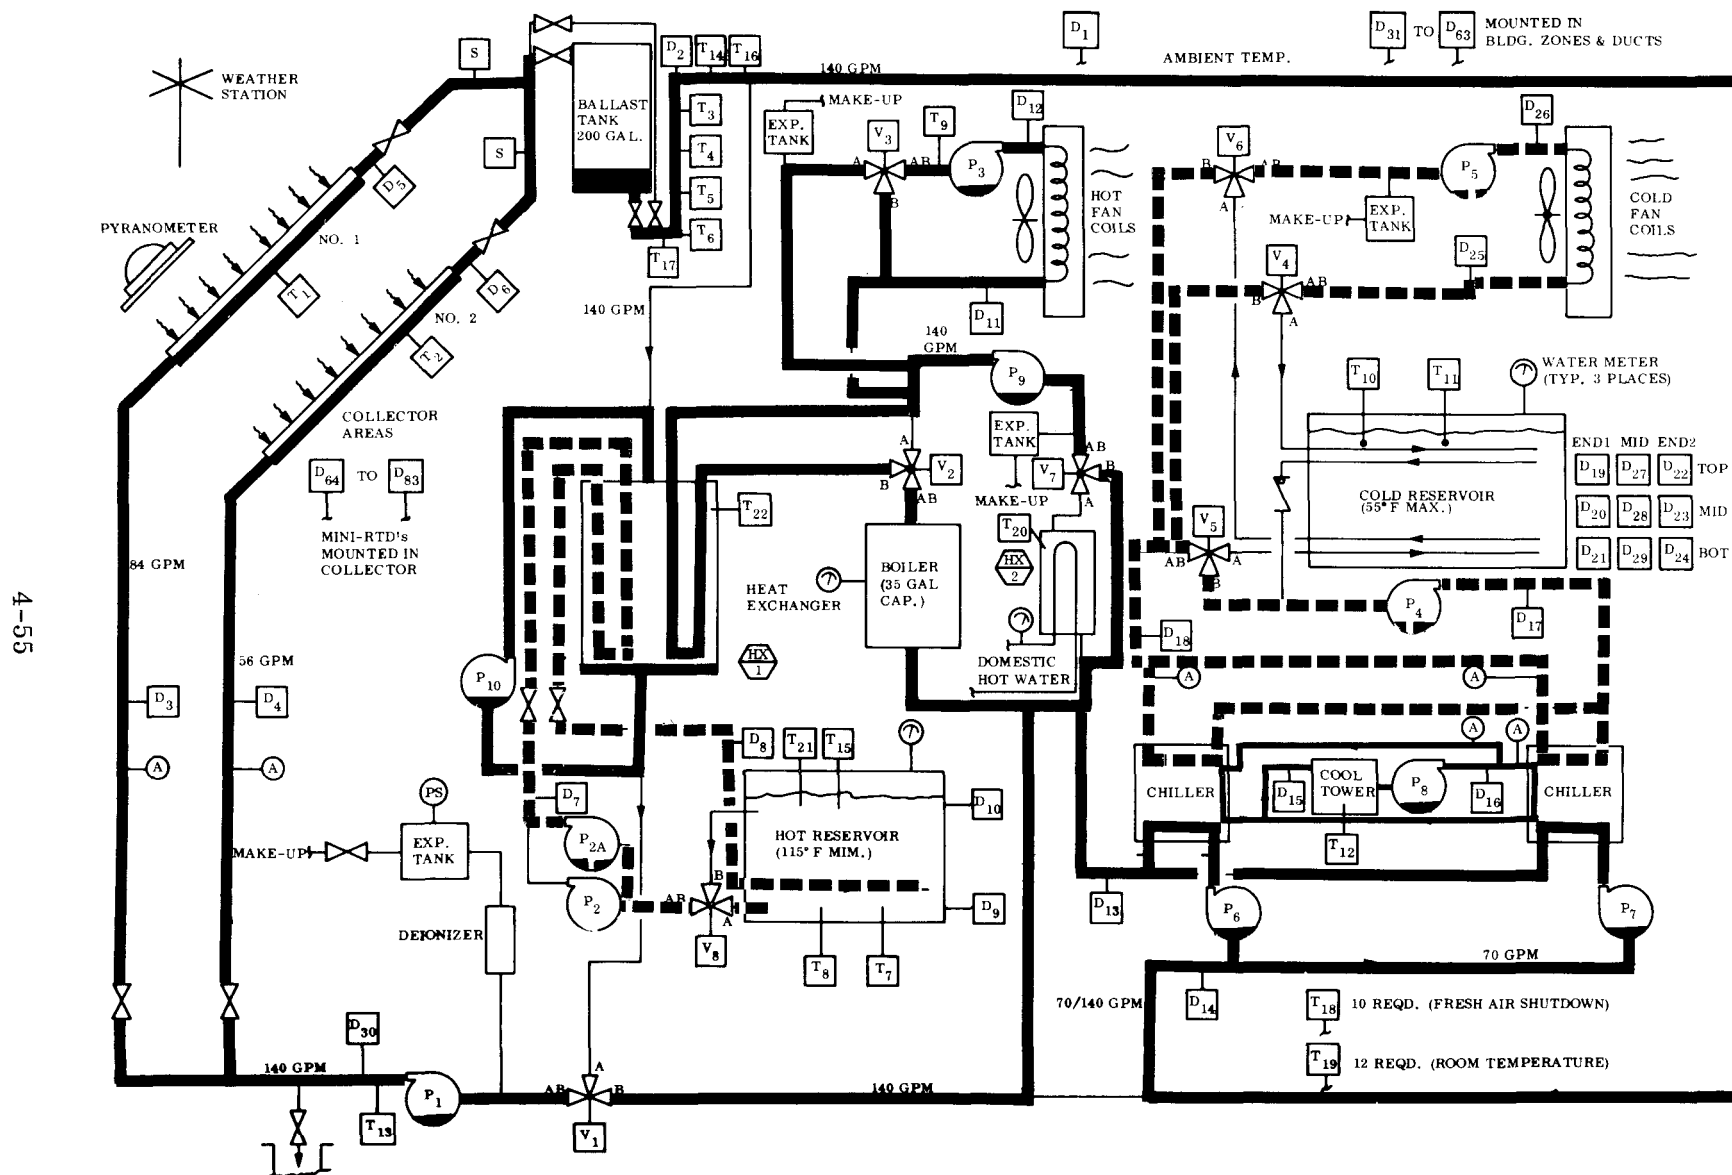 D1
D31 TO D63 MOUNTED IN
BLDG. ZONES & DUCTS
AMBIENT TEMP.
S
WEATHER
STATION
D2
T14
T16
140 GPM
BALLAST
TANK
200 GAL.
T3
T4
T5
T6
T17
S
D5
NO. 1
T1
PYRANOMETER
D6
NO. 2
T2
COLLECTOR
AREAS
D64 TO D83
MINI-RTD's
MOUNTED IN
COLLECTOR
84 GPM
56 GPM
D3
D4
A
A
MAKE-UP
EXP.
TANK
V3
A
AB
B
T9
P3
D12
HOT
FAN
COILS
D11
140 GPM
140
GPM
P9
EXP.
TANK
MAKE-UP
V7
AB
B
A
A
V2
B
AB
T22
T20
HX
2
HEAT
EXCHANGER
BOILER
(35 GAL
CAP.)
HX
1
DOMESTIC
HOT WATER
P10
V6
B
AB
A
P5
D26
MAKE-UP
EXP.
TANK
COLD
FAN
COILS
V4
B
AB
A
D25
WATER METER
(TYP. 3 PLACES)
T10
T11
COLD RESERVOIR
(55°F MAX.)
END1 MID END2
D19 D27 D22 TOP
D20 D28 D23 MID
D21 D29 D24 BOT
V5
AB
A
P4
D17
D18
A
A
A
A
CHILLER
D15
COOL
TOWER
P8
D16
CHILLER
T12
D13
P6
P7
70 GPM
70/140 GPM
D14
T18 10 REQD. (FRESH AIR SHUTDOWN)
T19 12 REQD. (ROOM TEMPERATURE)
D8
T21
T15
D7
D10
P2A
HOT RESERVOIR
(115°F MIM.)
B
AB
A
P2
V8
D9
T8
T7
PS
MAKE-UP
EXP.
TANK
DEIONIZER
D30
140 GPM
T13
P1
AB
A
B
V1
140 GPM
4-55